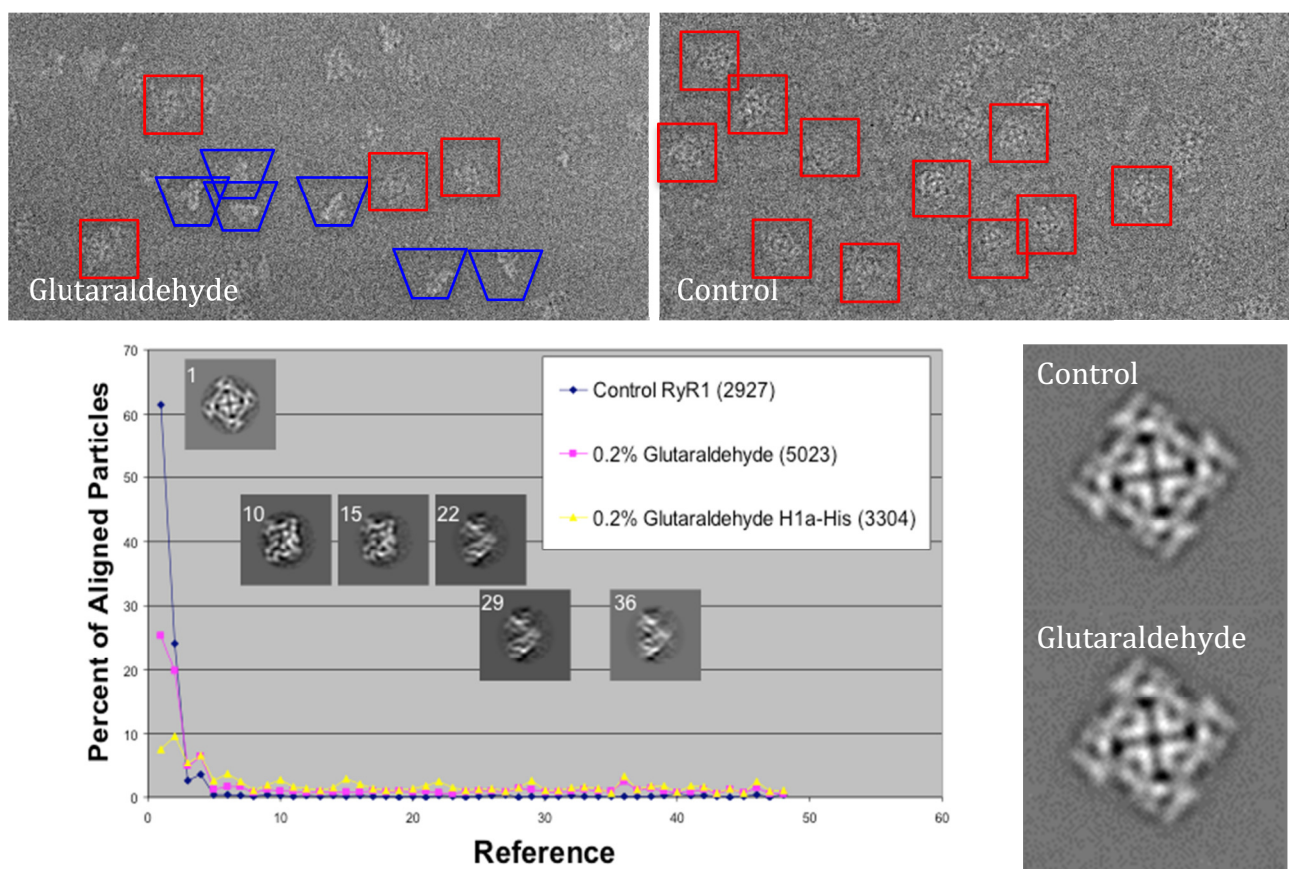 Glutaraldehyde
Control
70
60
50
40
30
20
10
0
Percent of Aligned Particles
1
10
15
22
29
36
Control RyR1 (2927)
0.2% Glutaraldehyde (5023)
0.2% Glutaraldehyde H1a-His (3304)
0
10
20
30
40
50
60
Reference
Control
Glutaraldehyde